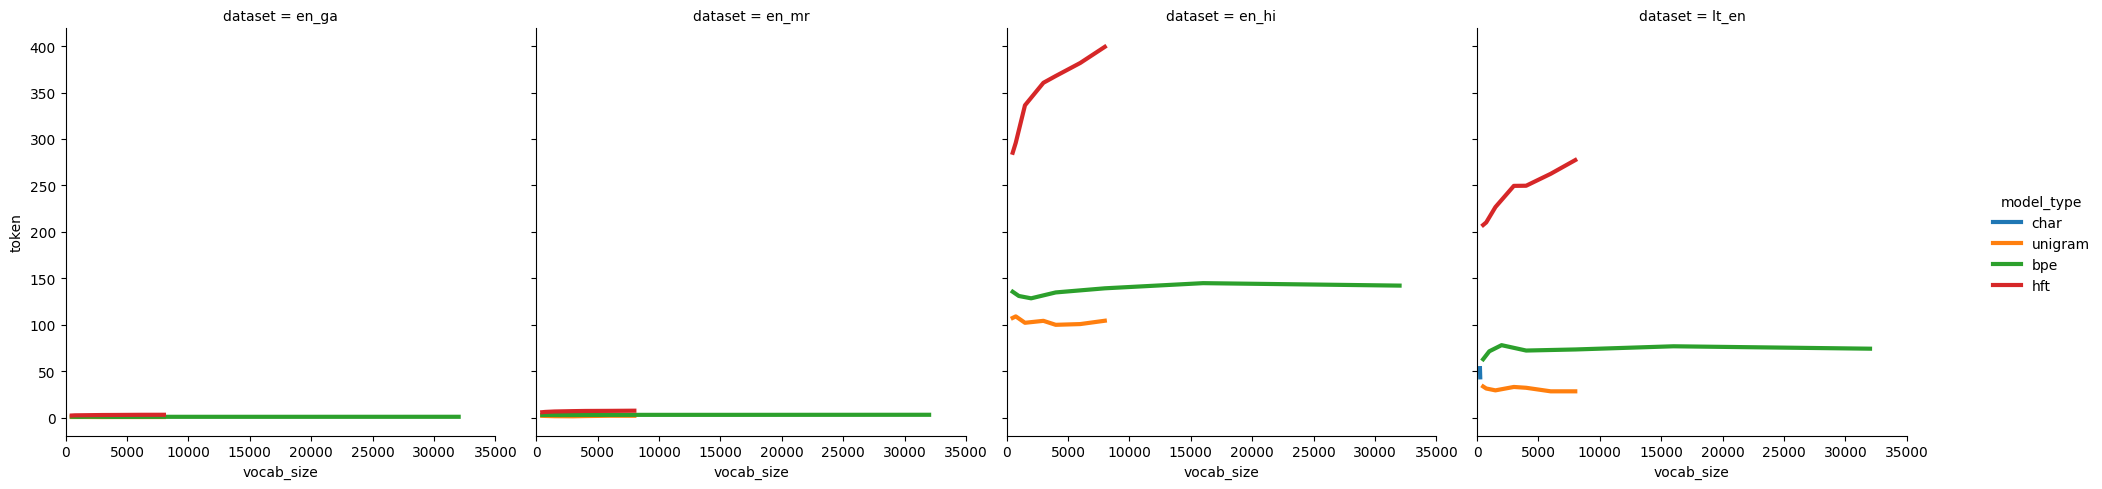 dataset = en_ga
dataset = en_mr
dataset = en_hi
dataset = lt_en
token
400
350
300
250
200
150
100
50
0
0 5000 10000 15000 20000 25000 30000 35000
0 5000 10000 15000 20000 25000 30000 35000
0 5000 10000 15000 20000 25000 30000 35000
0 5000 10000 15000 20000 25000 30000 35000
vocab_size
vocab_size
vocab_size
vocab_size
model_type
char
unigram
bpe
hft